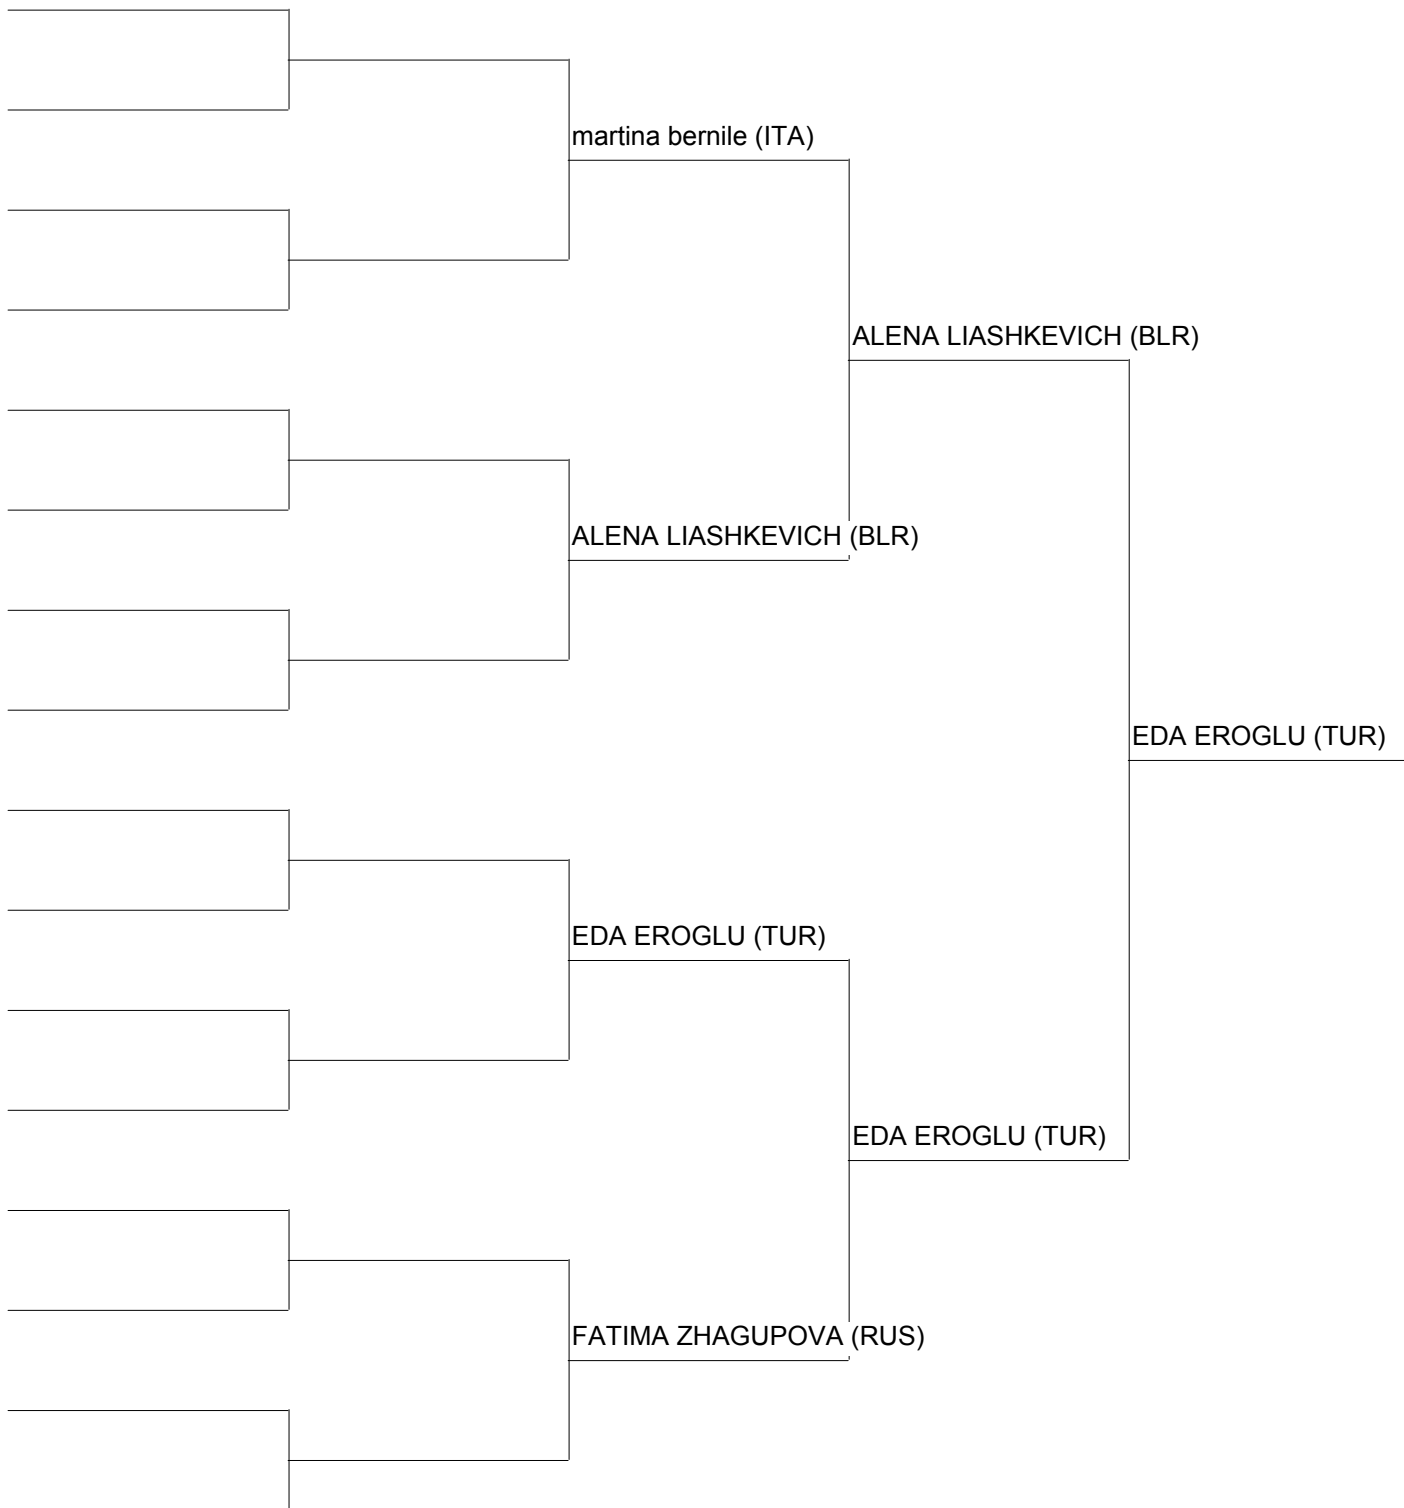 martina bernile (ITA)
ALENA LIASHKEVICH (BLR)
ALENA LIASHKEVICH (BLR)
EDA EROGLU (TUR)
EDA EROGLU (TUR)
EDA EROGLU (TUR)
FATIMA ZHAGUPOVA (RUS)